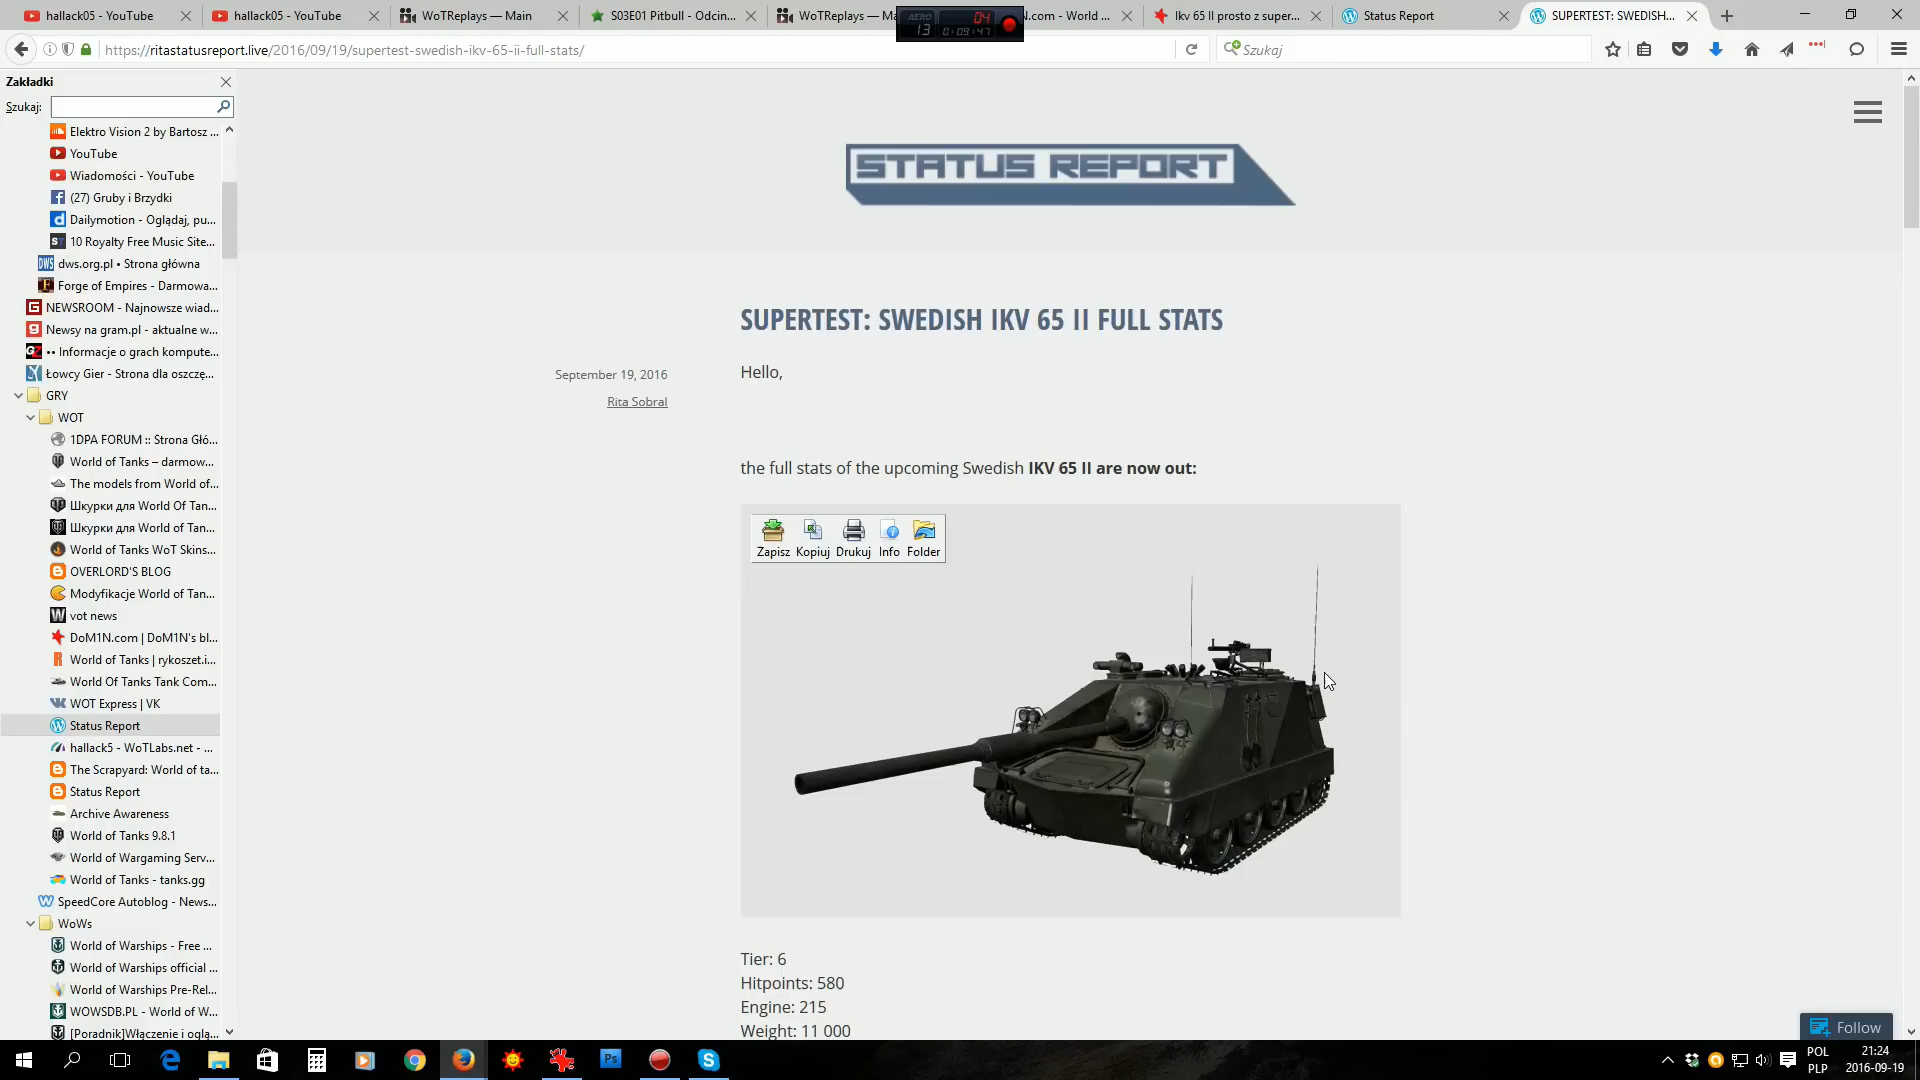 hallack05 - YouTube
hallack05 - YouTube
WoTReplays — Main
S03E01 Pitbull - Odcin...
WoTReplays — Ma
.com - World ...
Ikv 65 II prosto z super...
Status Report
SUPERTEST: SWEDISH...
AERO
13
04
0:09:47
https://ritastatusreport.live/2016/09/19/supertest-swedish-ikv-65-ii-full-stats/
Szukaj
Zakładki
Szukaj:
Elektro Vision 2 by Bartosz ...
YouTube
Wiadomości - YouTube
(27) Gruby i Brzydki
Dailymotion - Oglądaj, pu...
10 Royalty Free Music Site...
dws.org.pl • Strona główna
Forge of Empires - Darmowa...
NEWSROOM - Najnowsze wiad...
Newsy na gram.pl - aktualne w...
•• Informacje o grach kompute...
Łowcy Gier - Strona dla oszczę...
GRY
WOT
1DPA FORUM :: Strona Głó...
World of Tanks – darmow...
The models from World of...
Шкурки для World Of Tan...
Шкурки для World of Tan...
World of Tanks WoT Skins...
OVERLORD'S BLOG
Modyfikacje World of Tan...
vot news
DoM1N.com | DoM1N's bl...
World of Tanks | rykoszet.i...
World Of Tanks Tank Com...
WOT Express | VK
Status Report
hallack5 - WoTLabs.net - ...
The Scrapyard: World of ta...
Status Report
Archive Awareness
World of Tanks 9.8.1
World of Wargaming Serv...
World of Tanks - tanks.gg
SpeedCore Autoblog - News...
WoWs
World of Warships - Free ...
World of Warships official ...
World of Warships Pre-Rel...
WOWSDB.PL - World of W...
[Poradnik]Włączenie i oglą...
STATUS REPORT
SUPERTEST: SWEDISH IKV 65 II FULL STATS
September 19, 2016
Rita Sobral
Hello,
the full stats of the upcoming Swedish IKV 65 II are now out:
Zapisz Kopiuj Drukuj Info Folder
Tier: 6
Hitpoints: 580
Engine: 215
Weight: 11 000
Follow
POL
PLP
21:24
2016-09-19